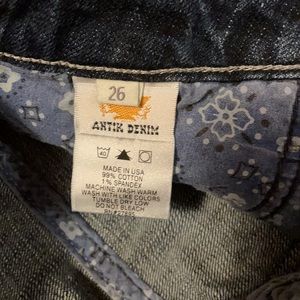 26
ANTIK DENIM
40
MADE IN USA
99% COTTON
1% SPANDEX
MACHINE WASH WARM
WASH WITH LIKE COLORS
TUMBLE DRY LOW
DO NOT BLEACH